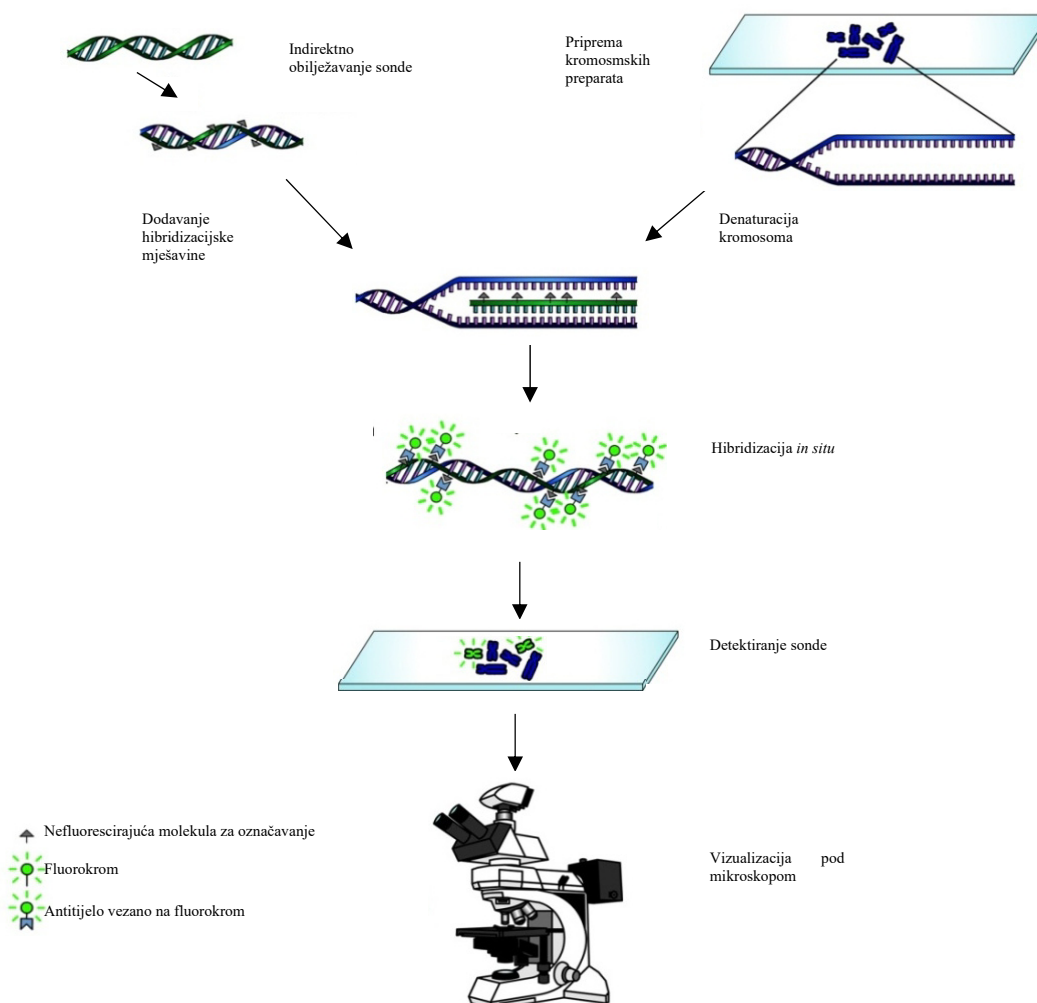 Indirektno
obilježavanje sonde
Priprema
kromosmskih
preparata
Dodavanje
hibridizacijske
mješavine
Denaturacija
kromosoma
Hibridizacija in situ
Detektiranje sonde
Nefluorescirajuća molekula za označavanje
Fluorokrom
Antitijelo vezano na fluorokrom
Vizualizacija pod
mikroskopom